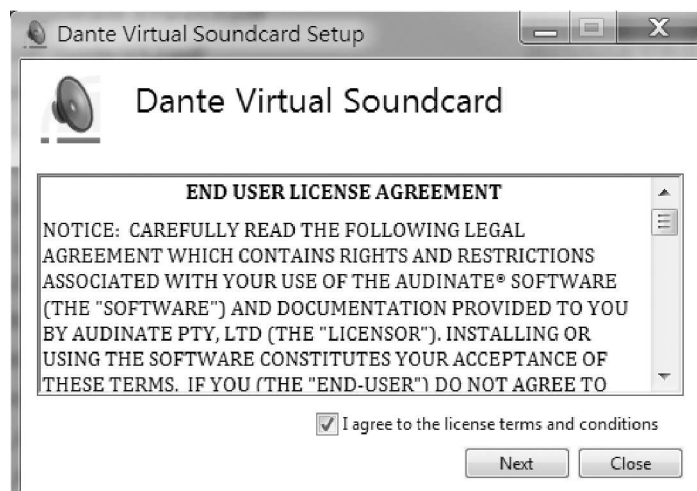 Dante Virtual Soundcard Setup
Dante Virtual Soundcard
END USER LICENSE AGREEMENT
NOTICE:  CAREFULLY READ THE FOLLOWING LEGAL
AGREEMENT WHICH CONTAINS RIGHTS AND RESTRICTIONS
ASSOCIATED WITH YOUR USE OF THE AUDINATE® SOFTWARE
(THE "SOFTWARE") AND DOCUMENTATION PROVIDED TO YOU
BY AUDINATE PTY, LTD (THE "LICENSOR"). INSTALLING OR
USING THE SOFTWARE CONSTITUTES YOUR ACCEPTANCE OF
THESE TERMS.  IF YOU (THE "END-USER") DO NOT AGREE TO
I agree to the license terms and conditions
Next
Close